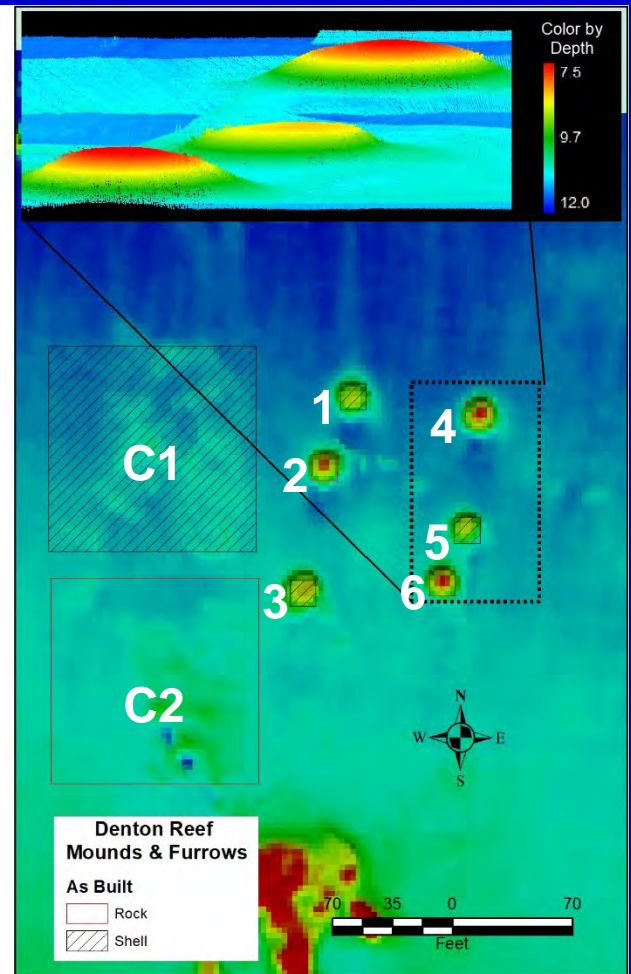 Color by
Depth
7.5
9.7
12.0
1
4
C1
2
5
3
6
C2
N
W
E
S
Denton Reef
Mounds & Furrows
As Built
Rock
Shell
70 35 0 70
Feet